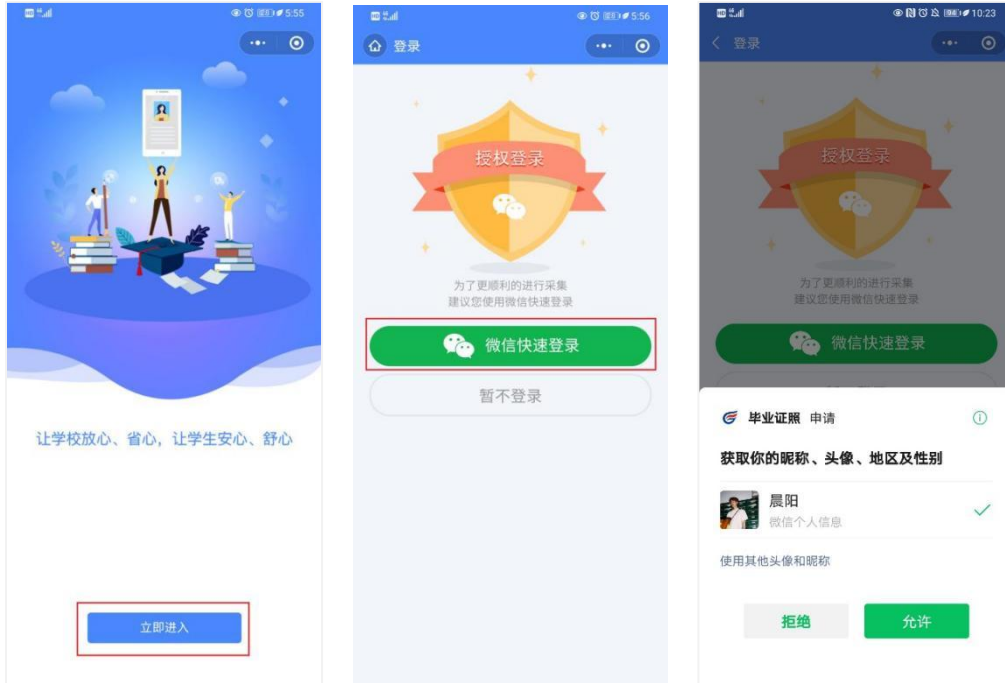 5:55
让学校放心、省心，让学生安心、舒心
立即进入
5:56
登录
授权登录
为了更顺利的进行采集
建议您使用微信快速登录
微信快速登录
暂不登录
94
10:23
登录
授权登录
为了更顺利的进行采集
建议您使用微信快速登录
微信快速登录
毕业证照 申请
获取你的昵称、头像、地区及性别
晨阳
微信个人信息
使用其他头像和昵称
拒绝
允许